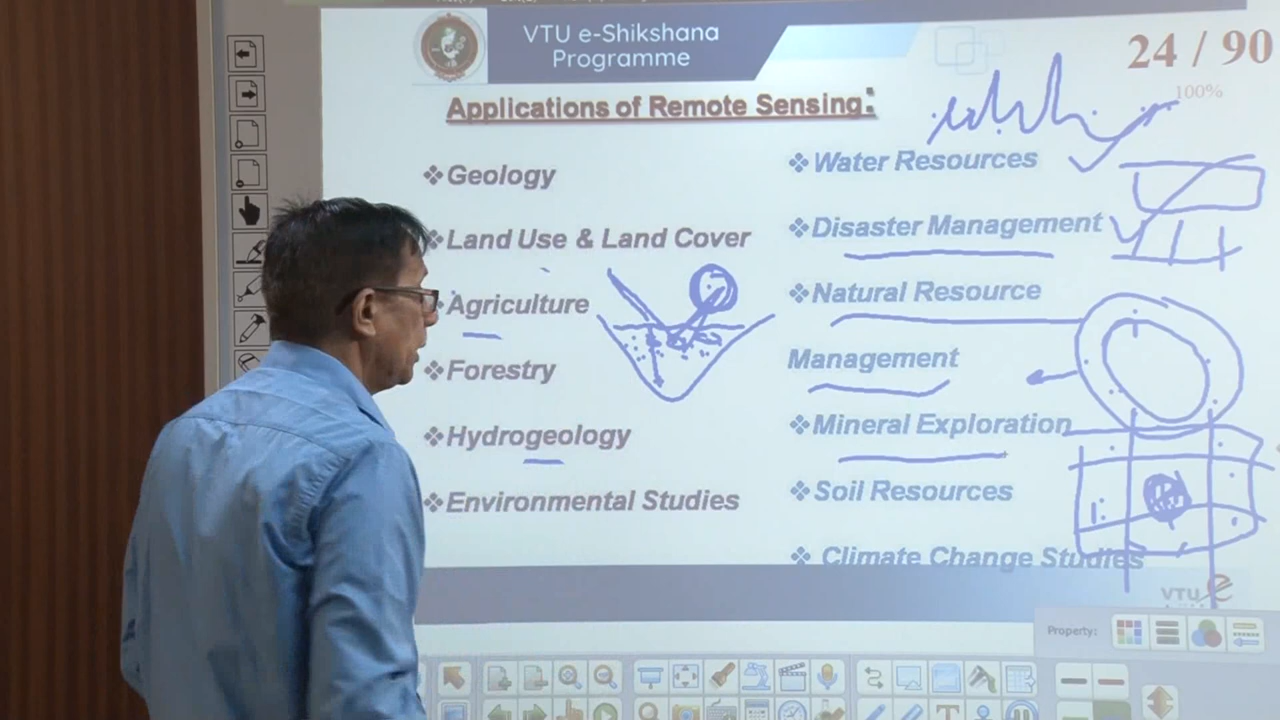 VTU e-Shikshana
Programme
24 / 90
100%
Applications of Remote Sensing:
❖Geology
❖Land Use & Land Cover
❖Agriculture
❖Forestry
❖Hydrogeology
❖Environmental Studies
❖Water Resources
❖Disaster Management
❖Natural Resource
Management
❖Mineral Exploration
❖Soil Resources
❖ Climate Change Studies
VTU e
Property: